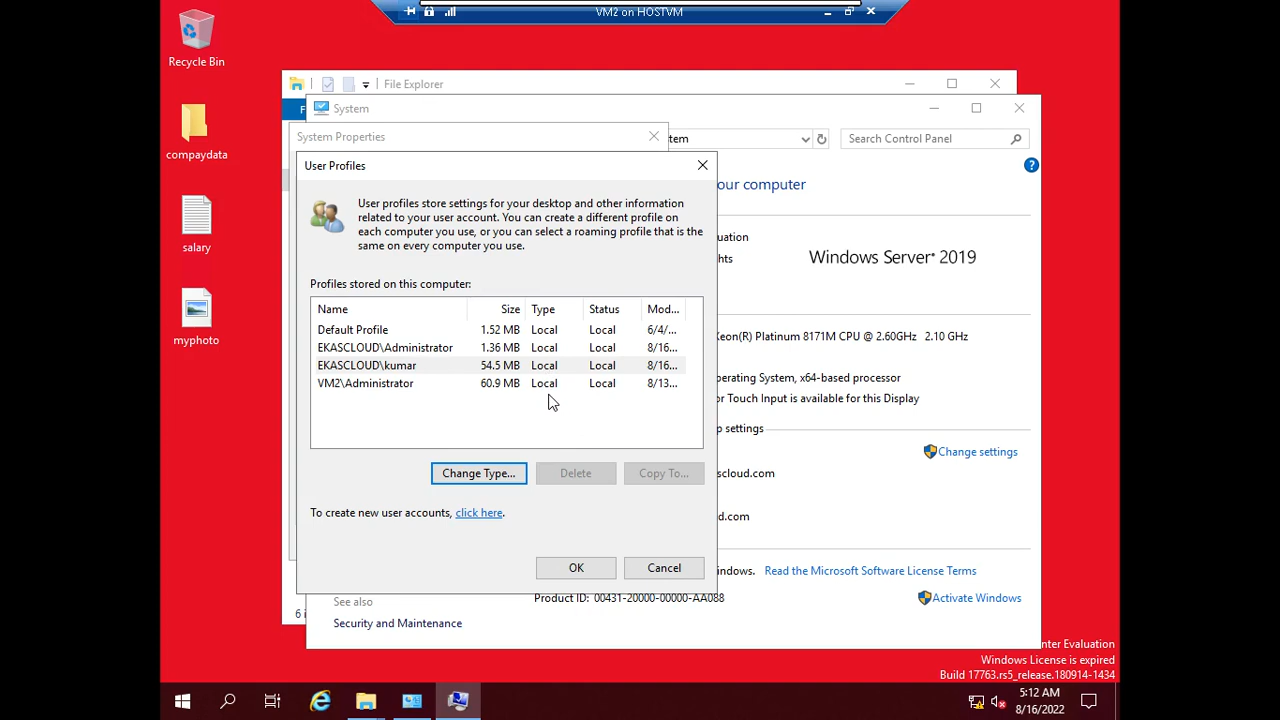 VM2 on HOSTVM
Recycle Bin
compaydata
salary
myphoto
File Explorer
F
System
System Properties
tem
Search Control Panel
User Profiles
User profiles store settings for your desktop and other information
related to your user account. You can create a different profile on
each computer you use, or you can select a roaming profile that is the
same on every computer you use.
Profiles stored on this computer:
Name Size Type Status Mod...
Default Profile 1.52 MB Local Local 6/4/...
EKASCLOUD\Administrator 1.36 MB Local Local 8/16...
EKASCLOUD\kumar 54.5 MB Local Local 8/16...
VM2\Administrator 60.9 MB Local Local 8/13...
Change Type...
Delete
Copy To...
To create new user accounts, click here.
OK
Cancel
our computer
uation
hts
Windows Server 2019
eon(R) Platinum 8171M CPU @ 2.60GHz 2.10 GHz
perating System, x64-based processor
or Touch Input is available for this Display
p settings
Change settings
scloud.com
d.com
indows. Read the Microsoft Software License Terms
Product ID: 00431-20000-00000-AA088
Activate Windows
See also
Security and Maintenance
6 i
nter Evaluation
Windows License is expired
Build 17763.rs5_release.180914-1434
5:12 AM
8/16/2022